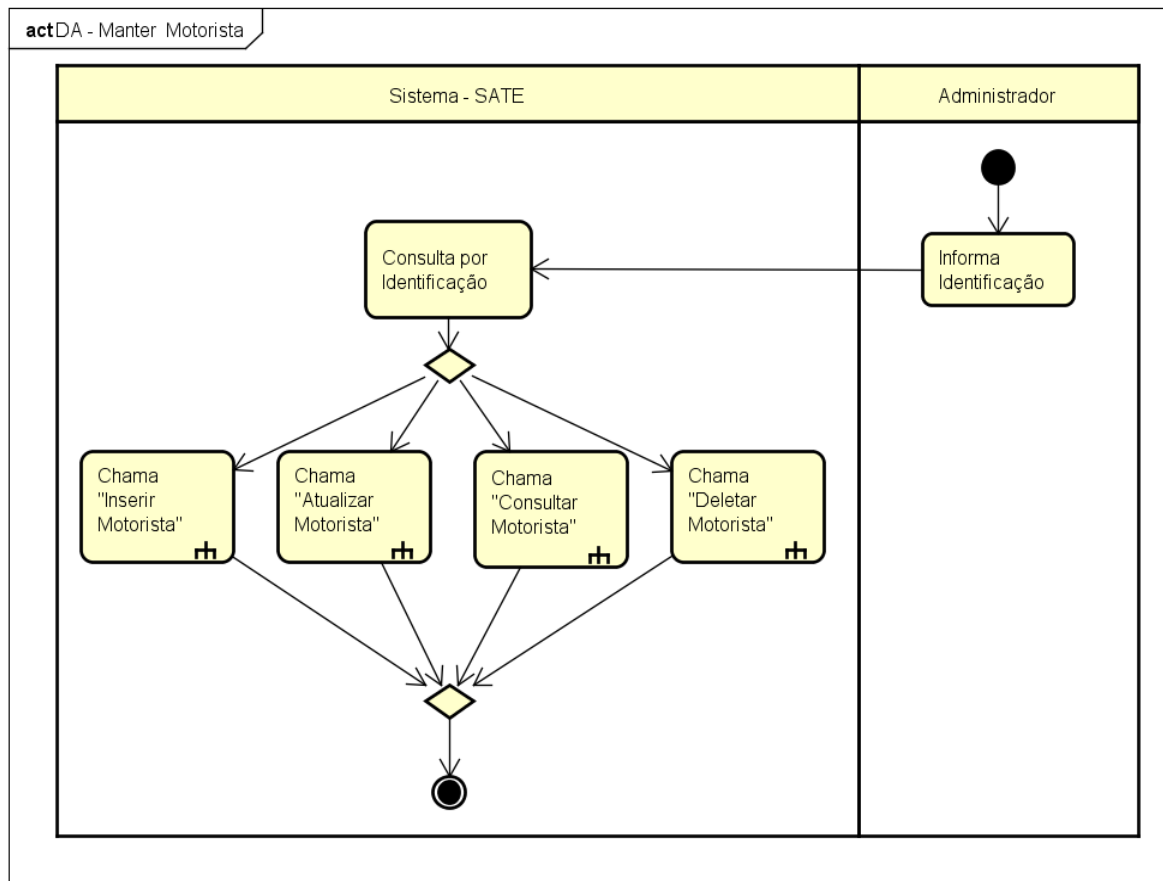 act DA - Manter Motorista
Sistema - SATE
Administrador
Consulta por
Identificação
Informa
Identificação
Chama
"Inserir
Motorista"
Chama
"Atualizar
Motorista"
Chama
"Consultar
Motorista"
Chama
"Deletar
Motorista"